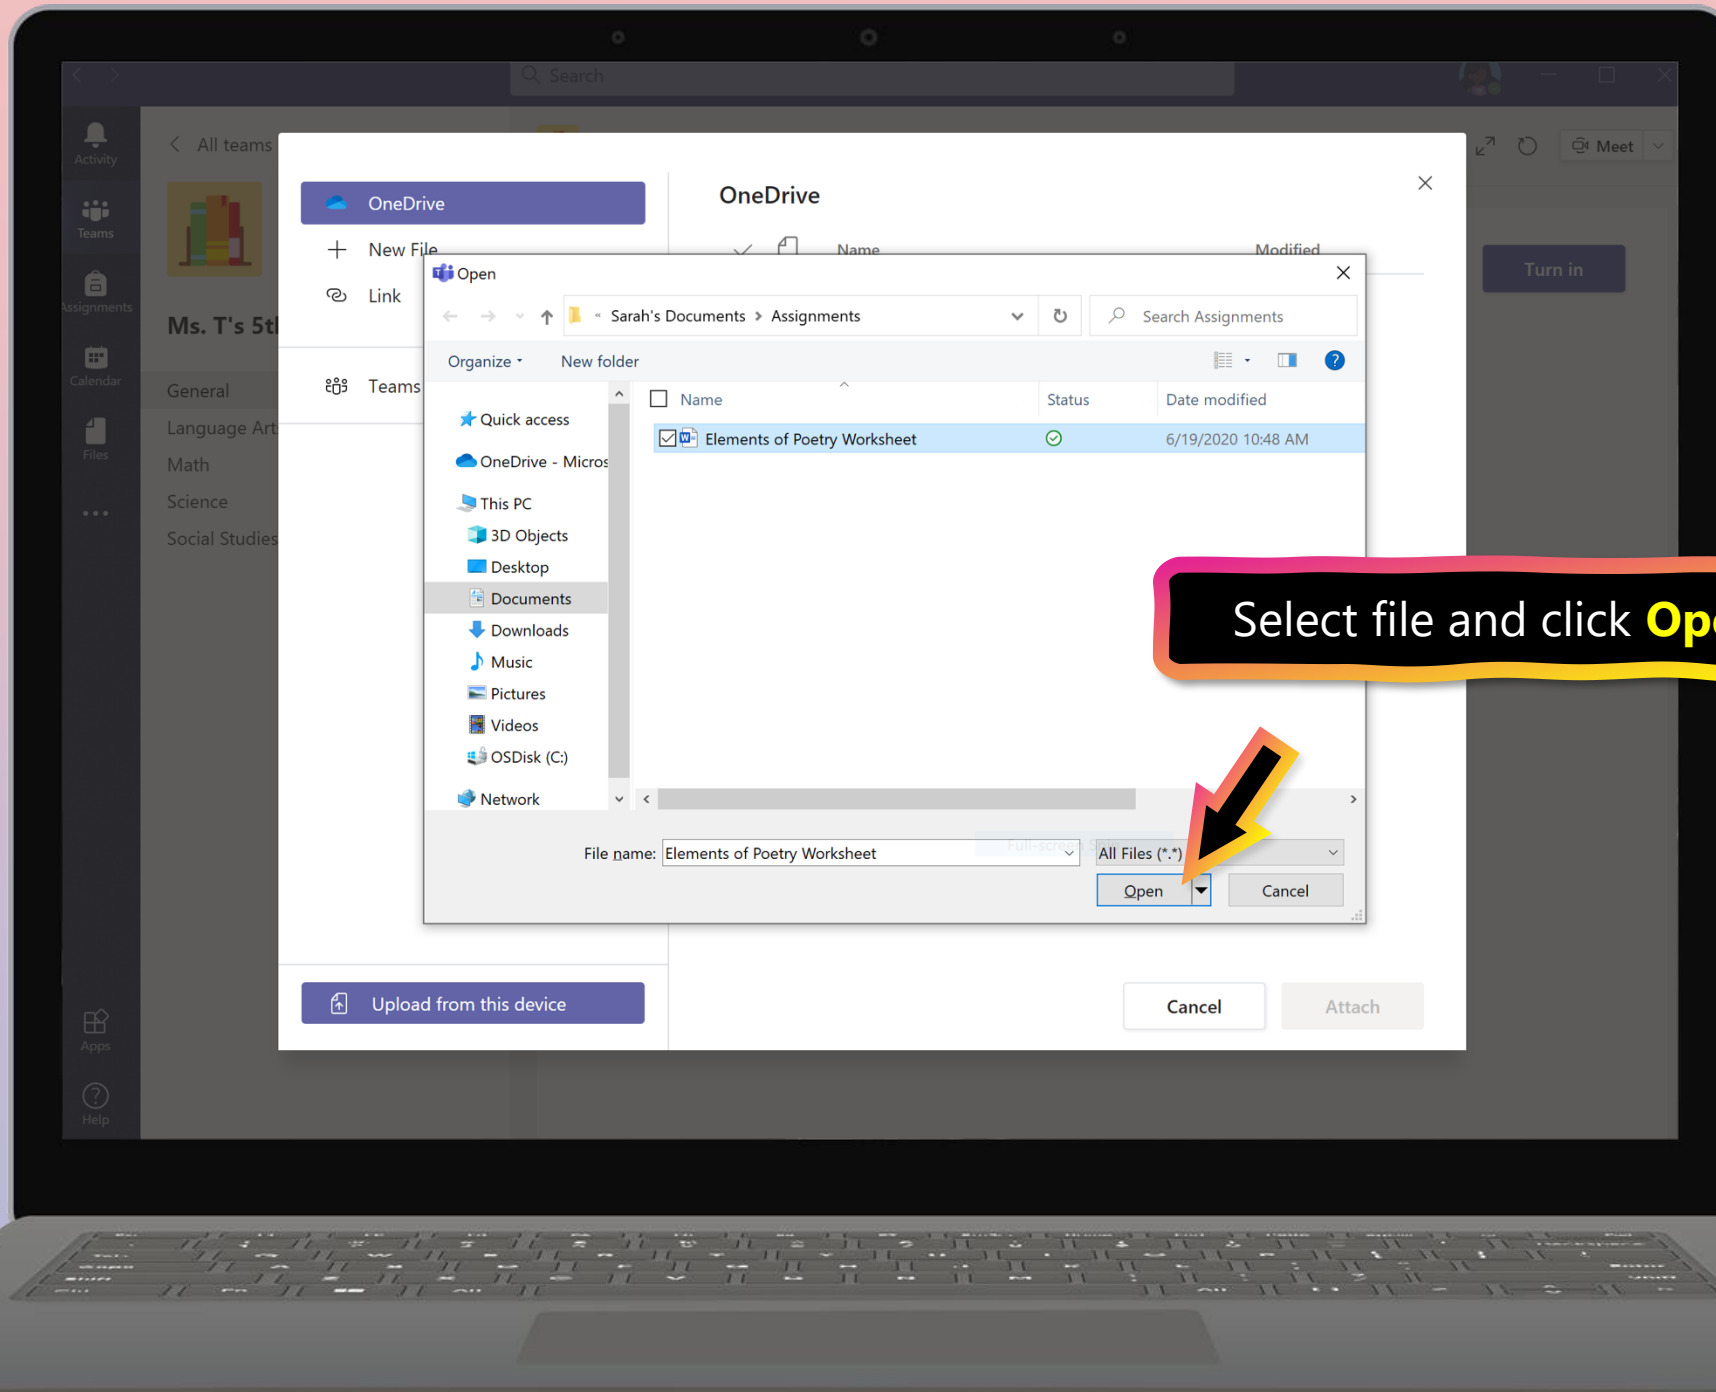 Search
Activity
Teams
Assignments
Calendar
Files
Apps
Help
All teams
Ms. T's 5t
General
Language Art
Math
Science
Social Studies
Meet
Turn in
OneDrive
New File
Link
Teams
Upload from this device
OneDrive
Name Modified
Open
« Sarah's Documents > Assignments
Search Assignments
Organize New folder
Quick access
OneDrive - Micros
This PC
3D Objects
Desktop
Documents
Downloads
Music
Pictures
Videos
OSDisk (C:)
Network
Name Status Date modified
Elements of Poetry Worksheet 6/19/2020 10:48 AM
File name: Elements of Poetry Worksheet All Files (*.*)
Open Cancel
Cancel Attach
Select file and click Ope